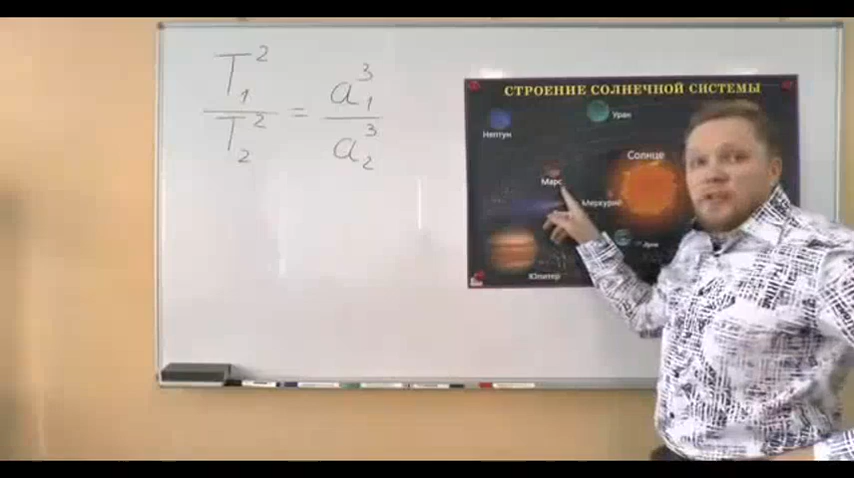 T₁² / T₂² = a₁³ / a₂³
СТРОЕНИЕ СОЛНЕЧНОЙ СИСТЕМЫ
Нептун
Уран
Солнце
Марс
Меркурий
Юпитер